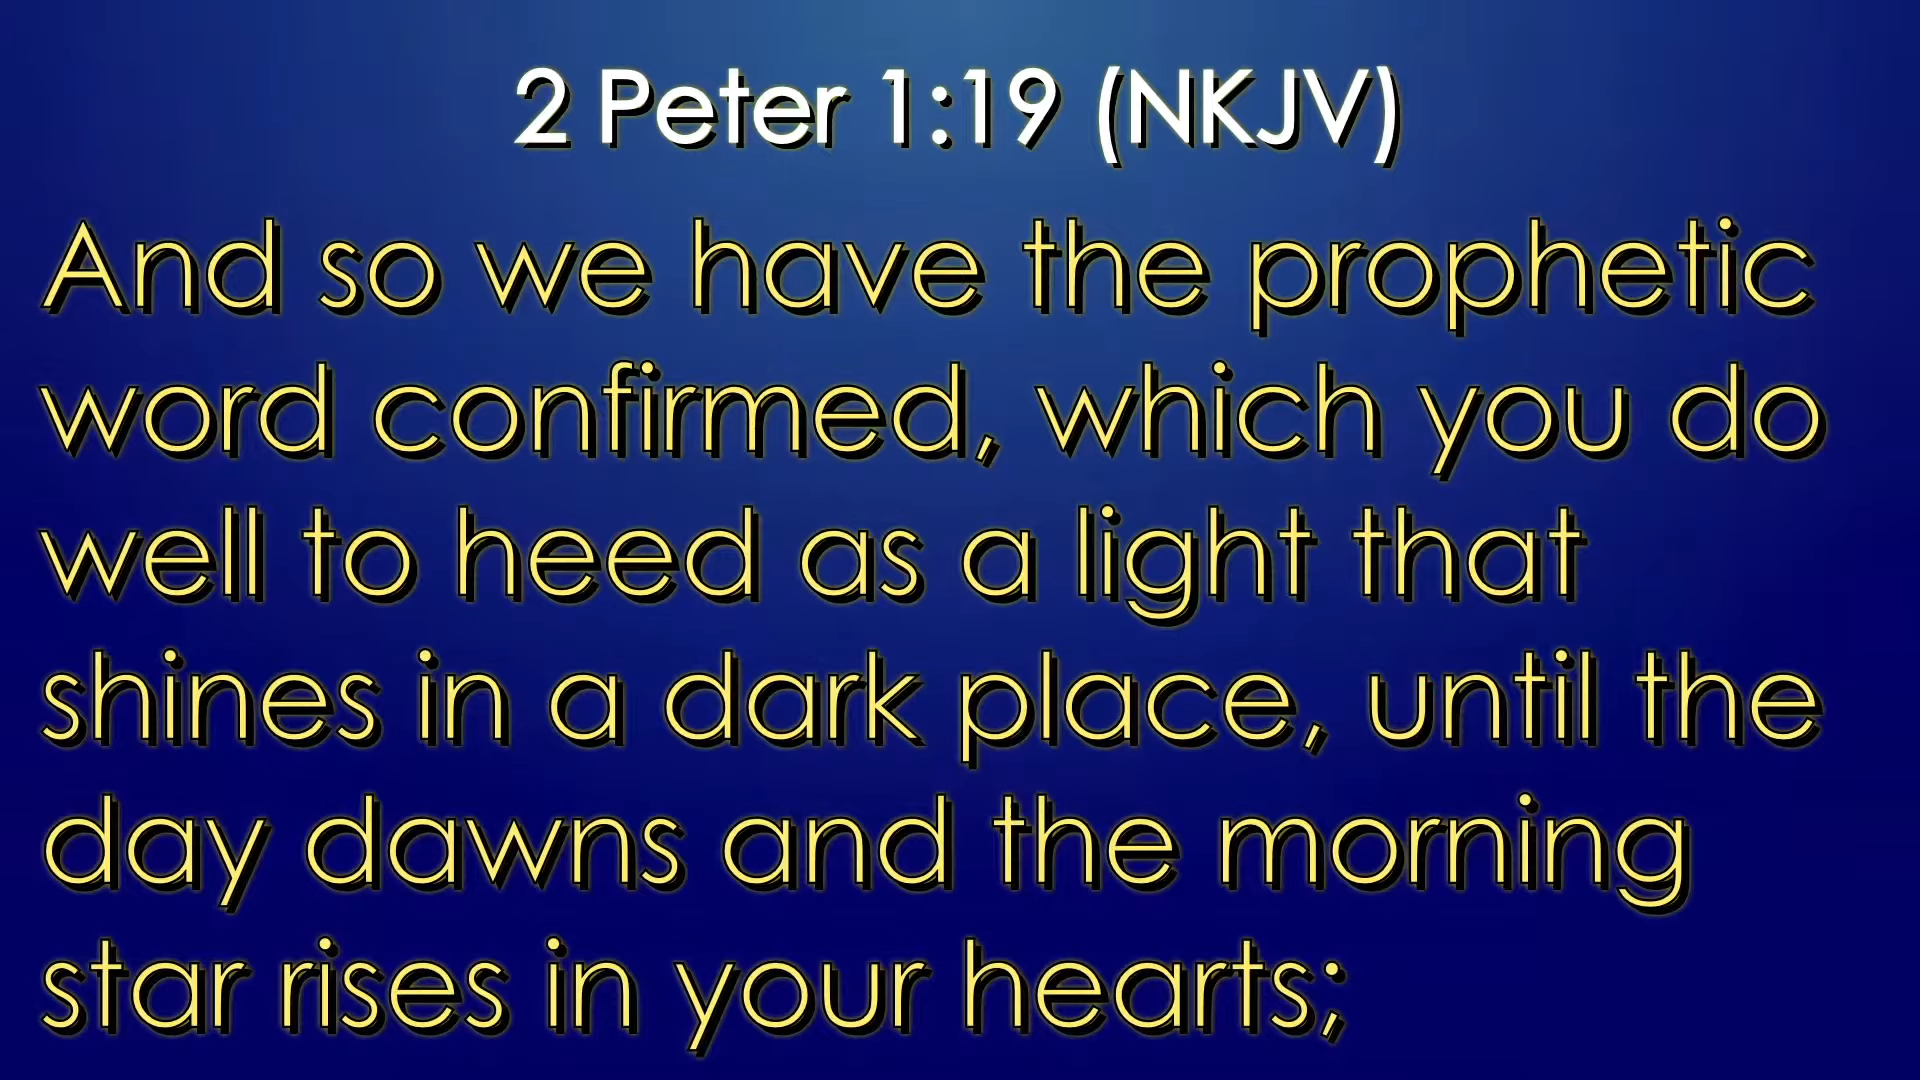 2 Peter 1:19 (NKJV)
And so we have the prophetic
word confirmed, which you do
well to heed as a light that
shines in a dark place, until the
day dawns and the morning
star rises in your hearts;